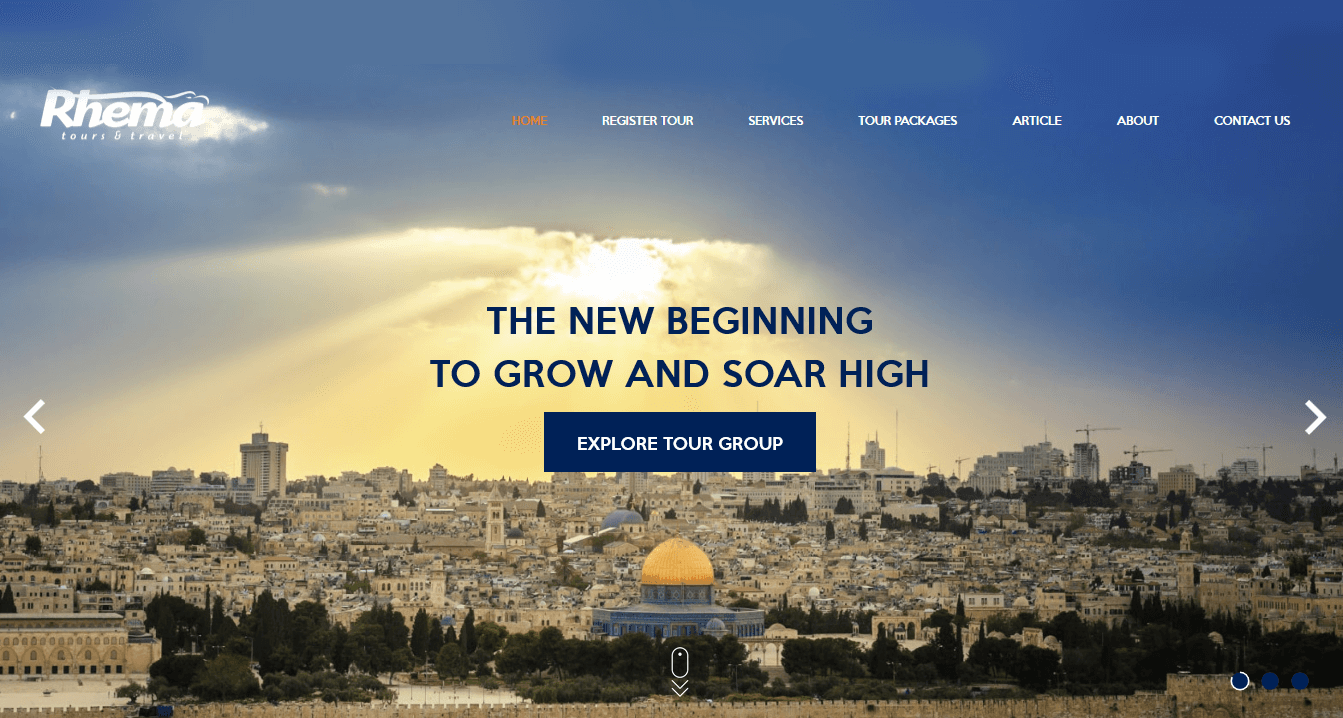 Rhema
tours & travel
HOME REGISTER TOUR SERVICES TOUR PACKAGES ARTICLE ABOUT CONTACT US
THE NEW BEGINNING
TO GROW AND SOAR HIGH
EXPLORE TOUR GROUP